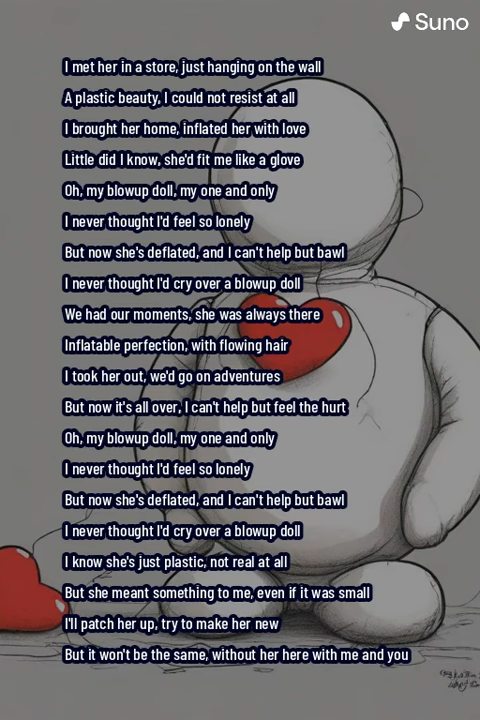 Suno
I met her in a store, just hanging on the wall
A plastic beauty, I could not resist at all
I brought her home, inflated her with love
Little did I know, she'd fit me like a glove
Oh, my blowup doll, my one and only
I never thought I'd feel so lonely
But now she's deflated, and I can't help but bawl
I never thought I'd cry over a blowup doll
We had our moments, she was always there
Inflatable perfection, with flowing hair
I took her out, we'd go on adventures
But now it's all over, I can't help but feel the hurt
Oh, my blowup doll, my one and only
I never thought I'd feel so lonely
But now she's deflated, and I can't help but bawl
I never thought I'd cry over a blowup doll
I know she's just plastic, not real at all
But she meant something to me, even if it was small
I'll patch her up, try to make her new
But it won't be the same, without her here with me and you